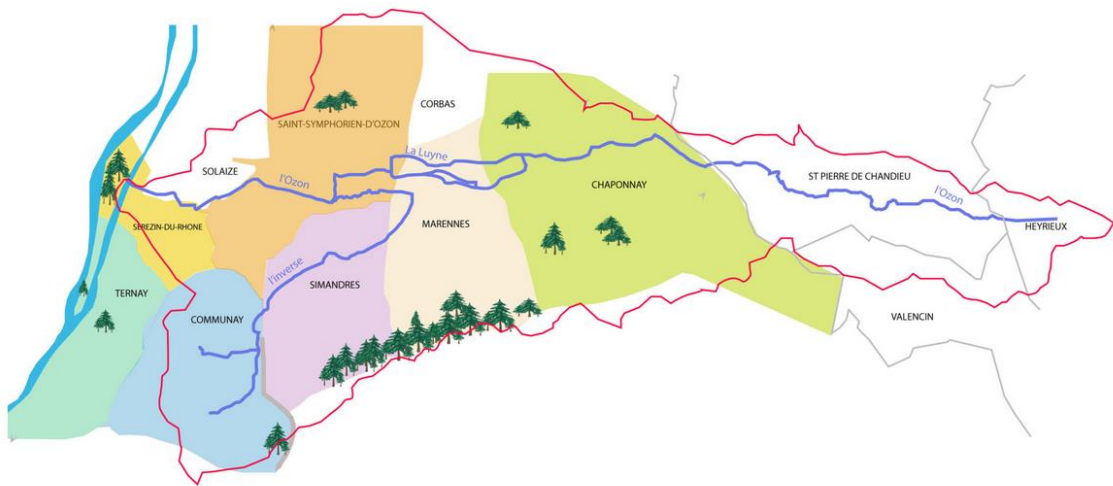 CORBAS
SAINT-SYMPHORIEN-D'OZON
La Luyne
SOLAIZE
l'Ozon
CHAPONNAY
ST PIERRE DE CHANDIEU
l'Ozon
HEYRIEUX
SEREZIN-DU-RHONE
MARENNES
l'inverse
SIMANDRES
TERNAY
COMMUNAY
VALENCIN